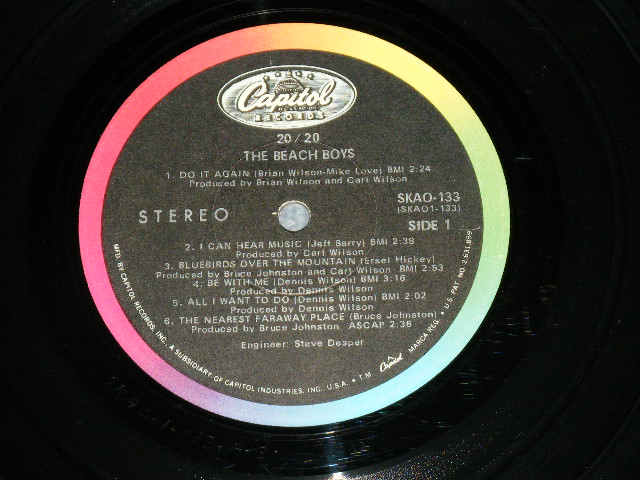 Capitol
RECORDS
20/20
THE BEACH BOYS
1. DO IT AGAIN (Brian Wilson-Mike Love) BMI 2:24
Produced by Brian Wilson and Carl Wilson
STEREO
SKAO-133
(SKAO1-133)
SIDE 1
2. I CAN HEAR MUSIC (Jeff Barry) BMI 2:38
Produced by Carl Wilson
3. BLUEBIRDS OVER THE MOUNTAIN (Ersel Hickey)
Produced by Bruce Johnston and Carl Wilson BMI 2:53
4. BE WITH ME (Dennis Wilson) BMI 3:16
Produced by Dennis Wilson
5. ALL I WANT TO DO (Dennis Wilson) BMI 2:02
Produced by Dennis Wilson
6. THE NEAREST FARAWAY PLACE (Bruce Johnston)
Produced by Bruce Johnston ASCAP 2:36
Engineer: Steve Desper
MFD. BY CAPITOL RECORDS, INC., A SUBSIDIARY OF CAPITOL INDUSTRIES, INC., U.S.A. • T.M.
Capitol
MARCA REG. • U.S. PAT. NO. 2,631,859